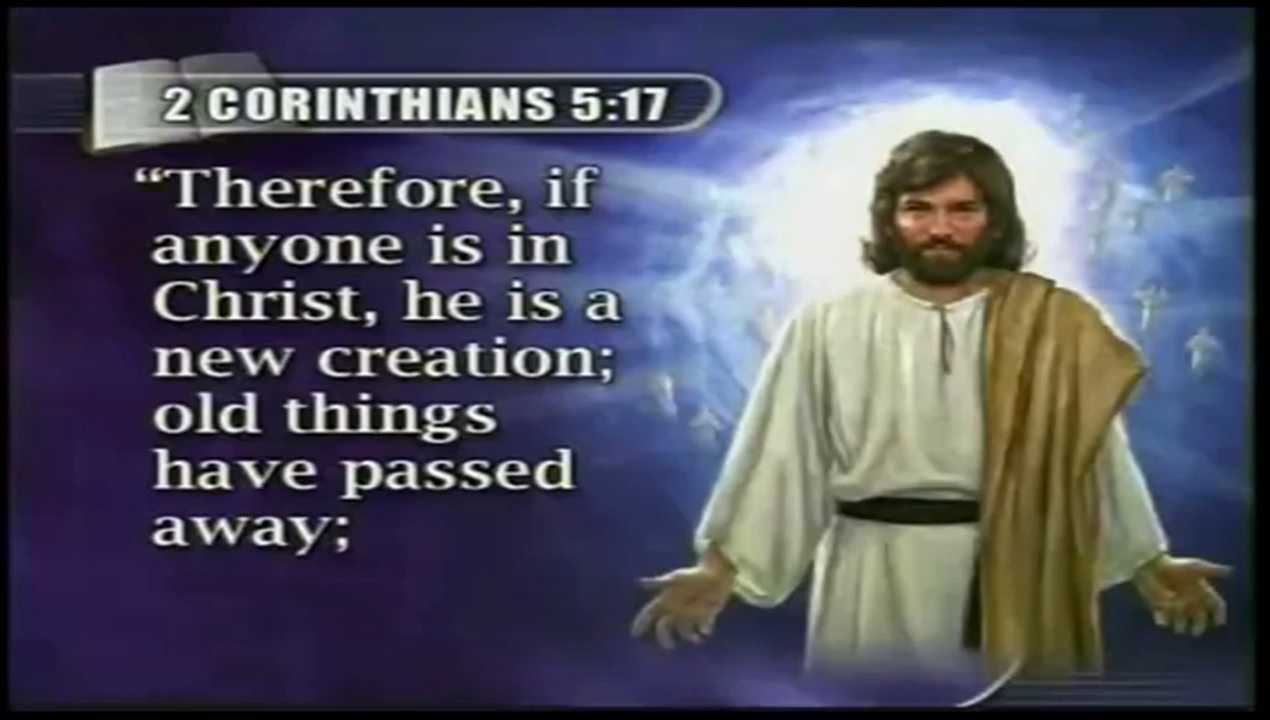 2 CORINTHIANS 5:17
“Therefore, if
anyone is in
Christ, he is a
new creation;
old things
have passed
away;